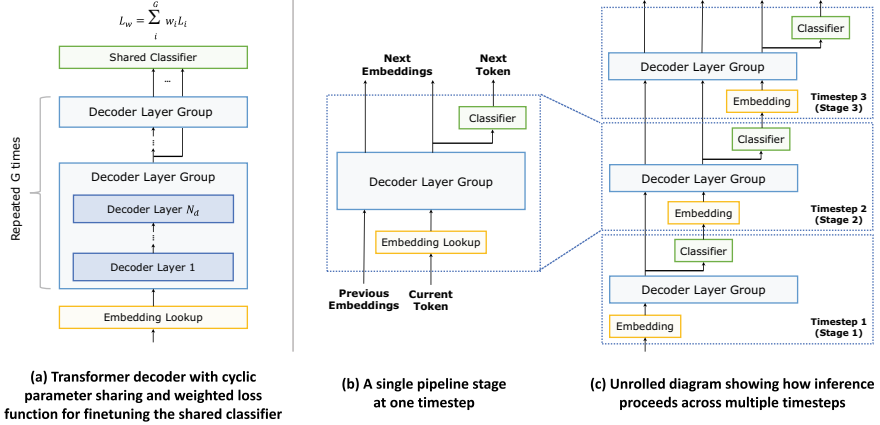 L_w = \sum_{i}^{G} w_i L_i
Shared Classifier
...
Decoder Layer Group
...
Decoder Layer Group
Decoder Layer N_d
...
Decoder Layer 1
Embedding Lookup
Repeated G times
(a) Transformer decoder with cyclic
parameter sharing and weighted loss
function for finetuning the shared classifier
Next
Embeddings
Next
Token
Classifier
Decoder Layer Group
Embedding Lookup
Previous
Embeddings
Current
Token
(b) A single pipeline stage
at one timestep
Classifier
Decoder Layer Group
Embedding
Timestep 3
(Stage 3)
Classifier
Decoder Layer Group
Embedding
Timestep 2
(Stage 2)
Classifier
Decoder Layer Group
Embedding
Timestep 1
(Stage 1)
(c) Unrolled diagram showing how inference
proceeds across multiple timesteps